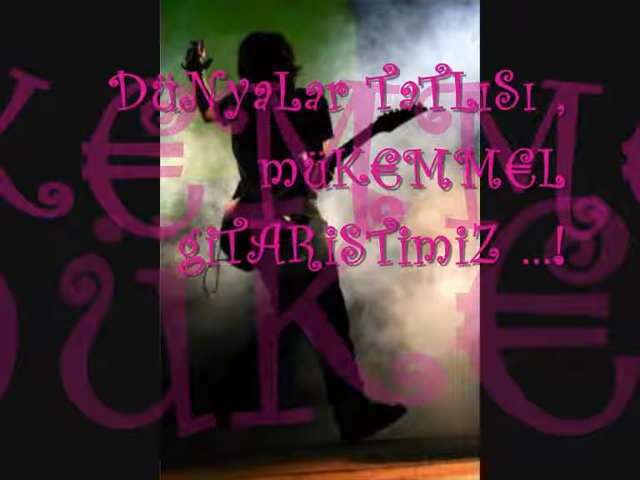 DÜNyaLar TaTLıSı ,
müKEMMEL
giTARiSTimiZ ...!